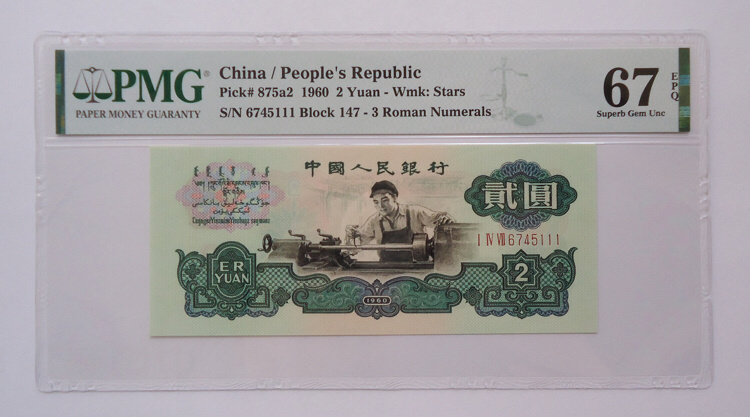 PMG
PAPER MONEY GUARANTY
China / People's Republic
Pick# 875a2 1960 2 Yuan - Wmk: Stars
S/N 6745111 Block 147 - 3 Roman Numerals
67
EPQ
Superb Gem Unc
中國人民銀行
貳圓
I IV VII 6745111
ER
YUAN
1960
2